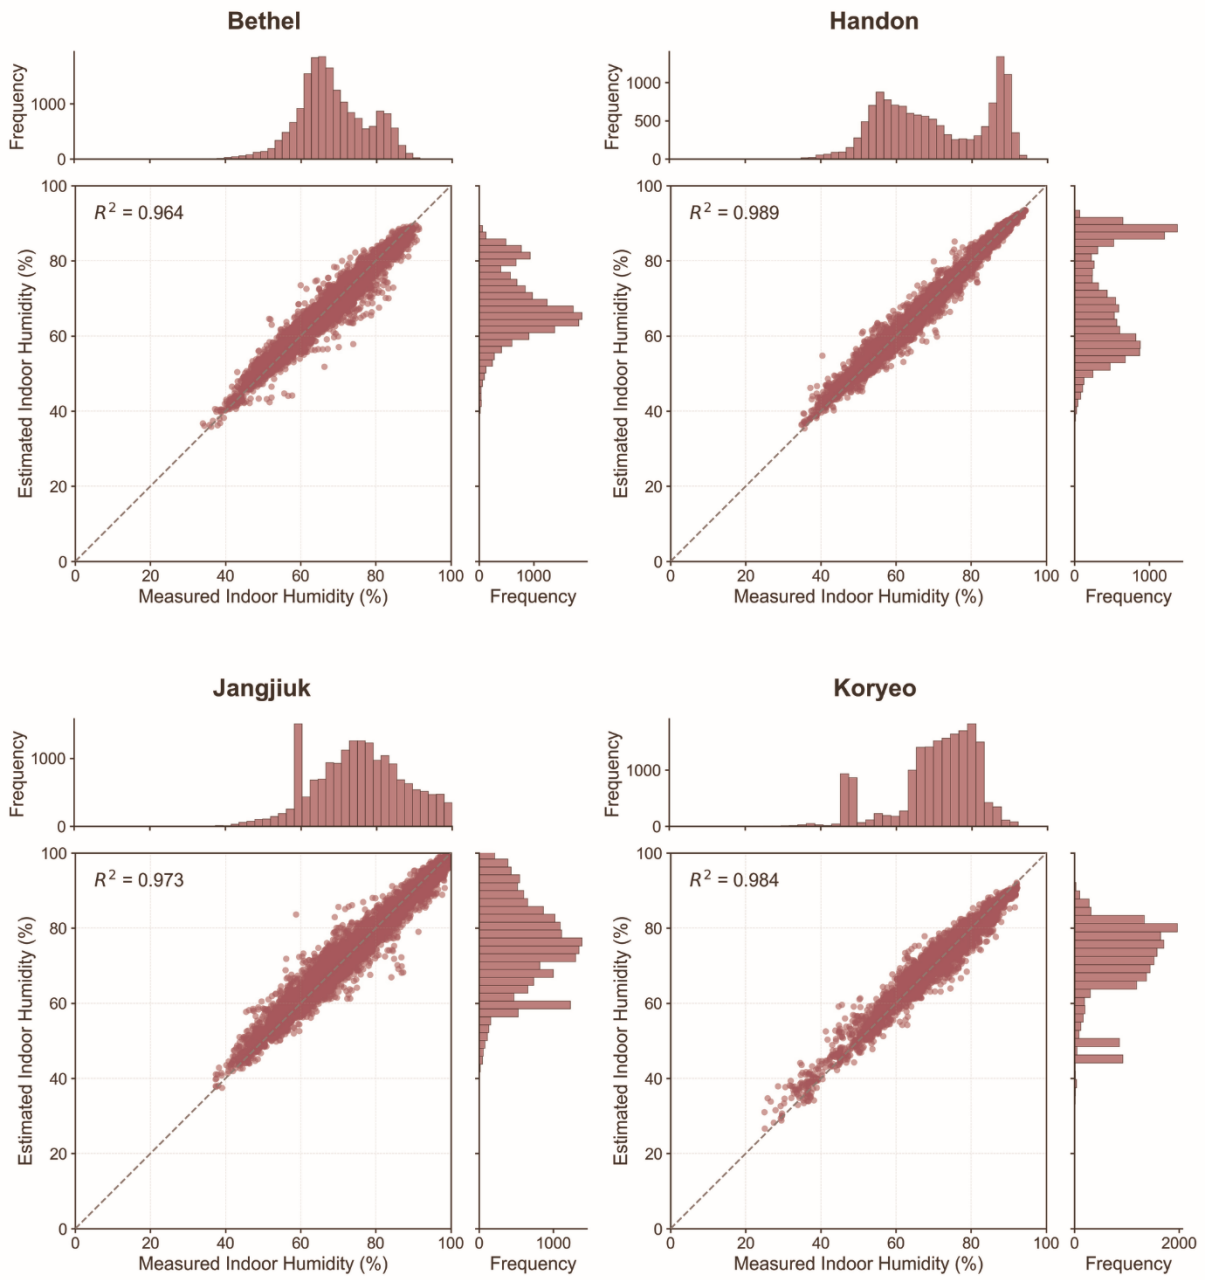 Bethel
Frequency
1000
0
R² = 0.964
100
80
60
40
20
0
Estimated Indoor Humidity (%)
0 20 40 60 80 100
Measured Indoor Humidity (%)
0 1000
Frequency
Handon
Frequency
1000
500
0
R² = 0.989
100
80
60
40
20
0
Estimated Indoor Humidity (%)
0 20 40 60 80 100
Measured Indoor Humidity (%)
0 1000
Frequency
Jangjiuk
Frequency
1000
0
R² = 0.973
100
80
60
40
20
0
Estimated Indoor Humidity (%)
0 20 40 60 80 100
Measured Indoor Humidity (%)
0 1000
Frequency
Koryeo
Frequency
1000
0
R² = 0.984
100
80
60
40
20
0
Estimated Indoor Humidity (%)
0 20 40 60 80 100
Measured Indoor Humidity (%)
0 2000
Frequency